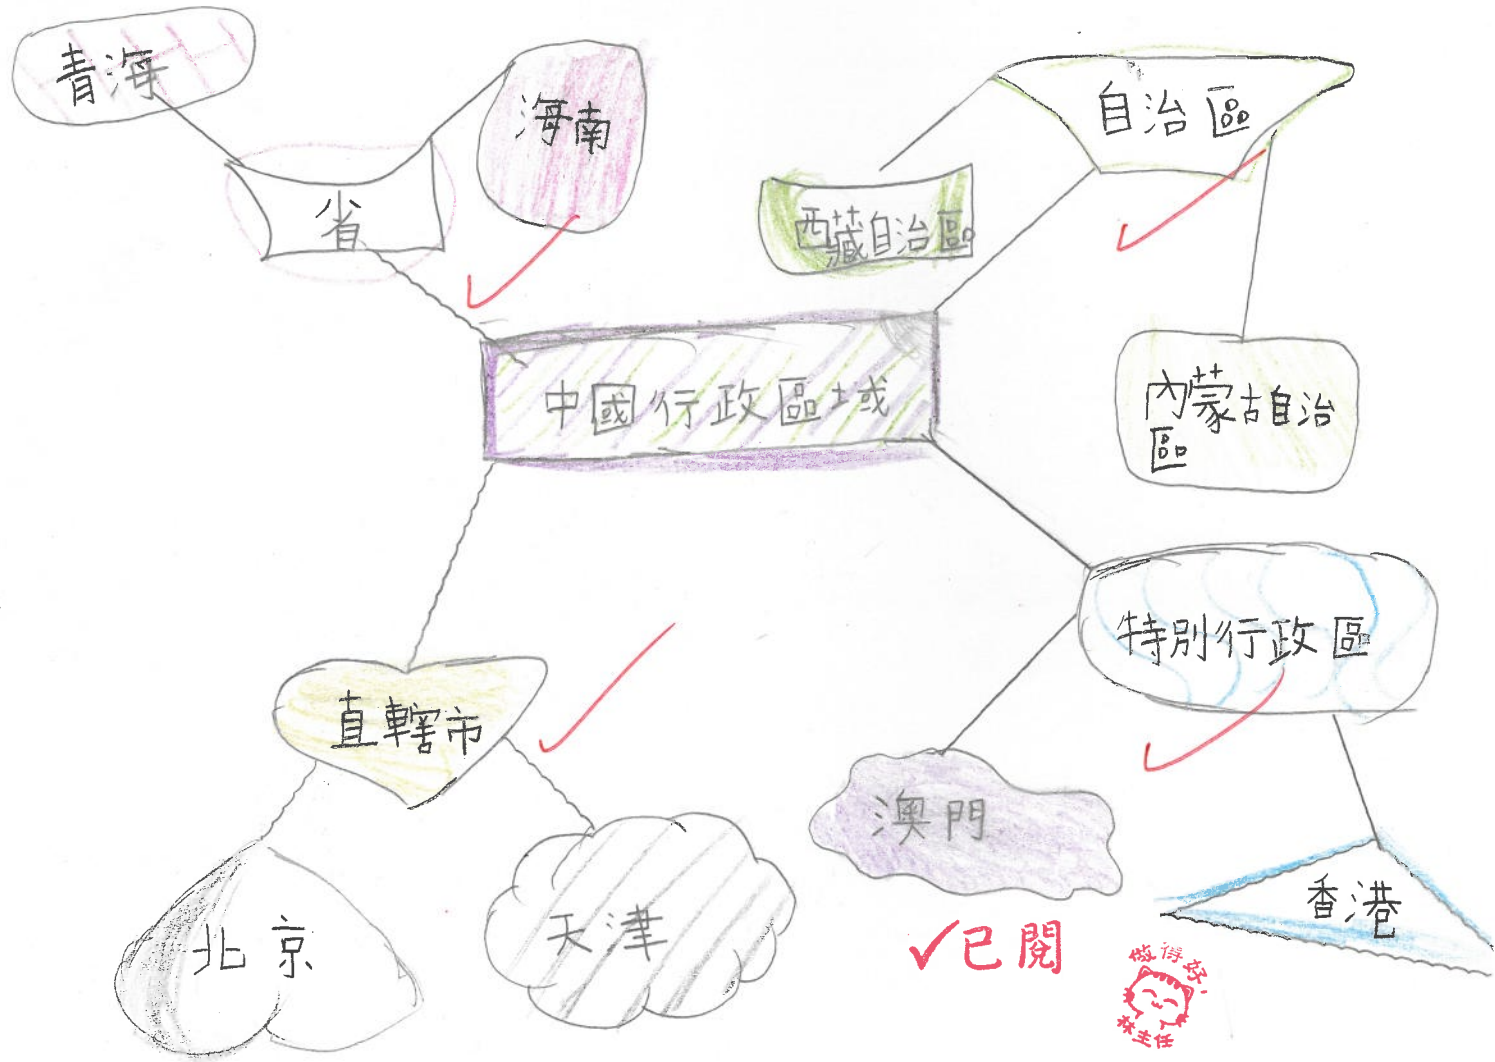 青海
海南
省
自治區
西藏自治區
中國行政區域
內蒙古自治
區
特別行政區
直轄市
澳門
香港
北京
天津
✓已閱
做得好！
林主任